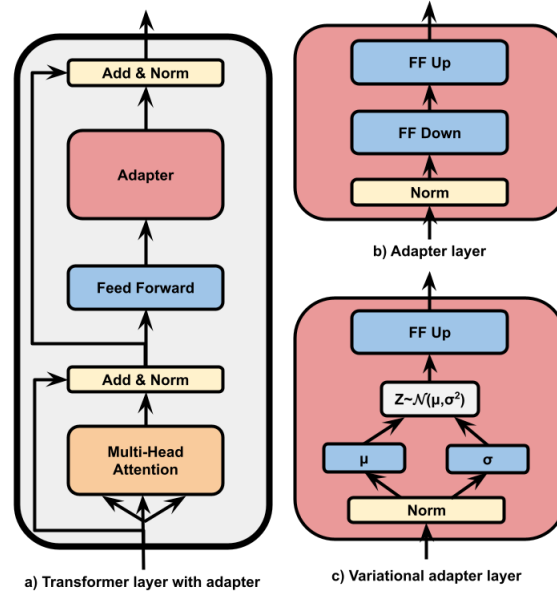 Add & Norm
Adapter
Feed Forward
Add & Norm
Multi-Head
Attention
a) Transformer layer with adapter
FF Up
FF Down
Norm
b) Adapter layer
FF Up
Z~𝒩(μ,σ²)
μ
σ
Norm
c) Variational adapter layer